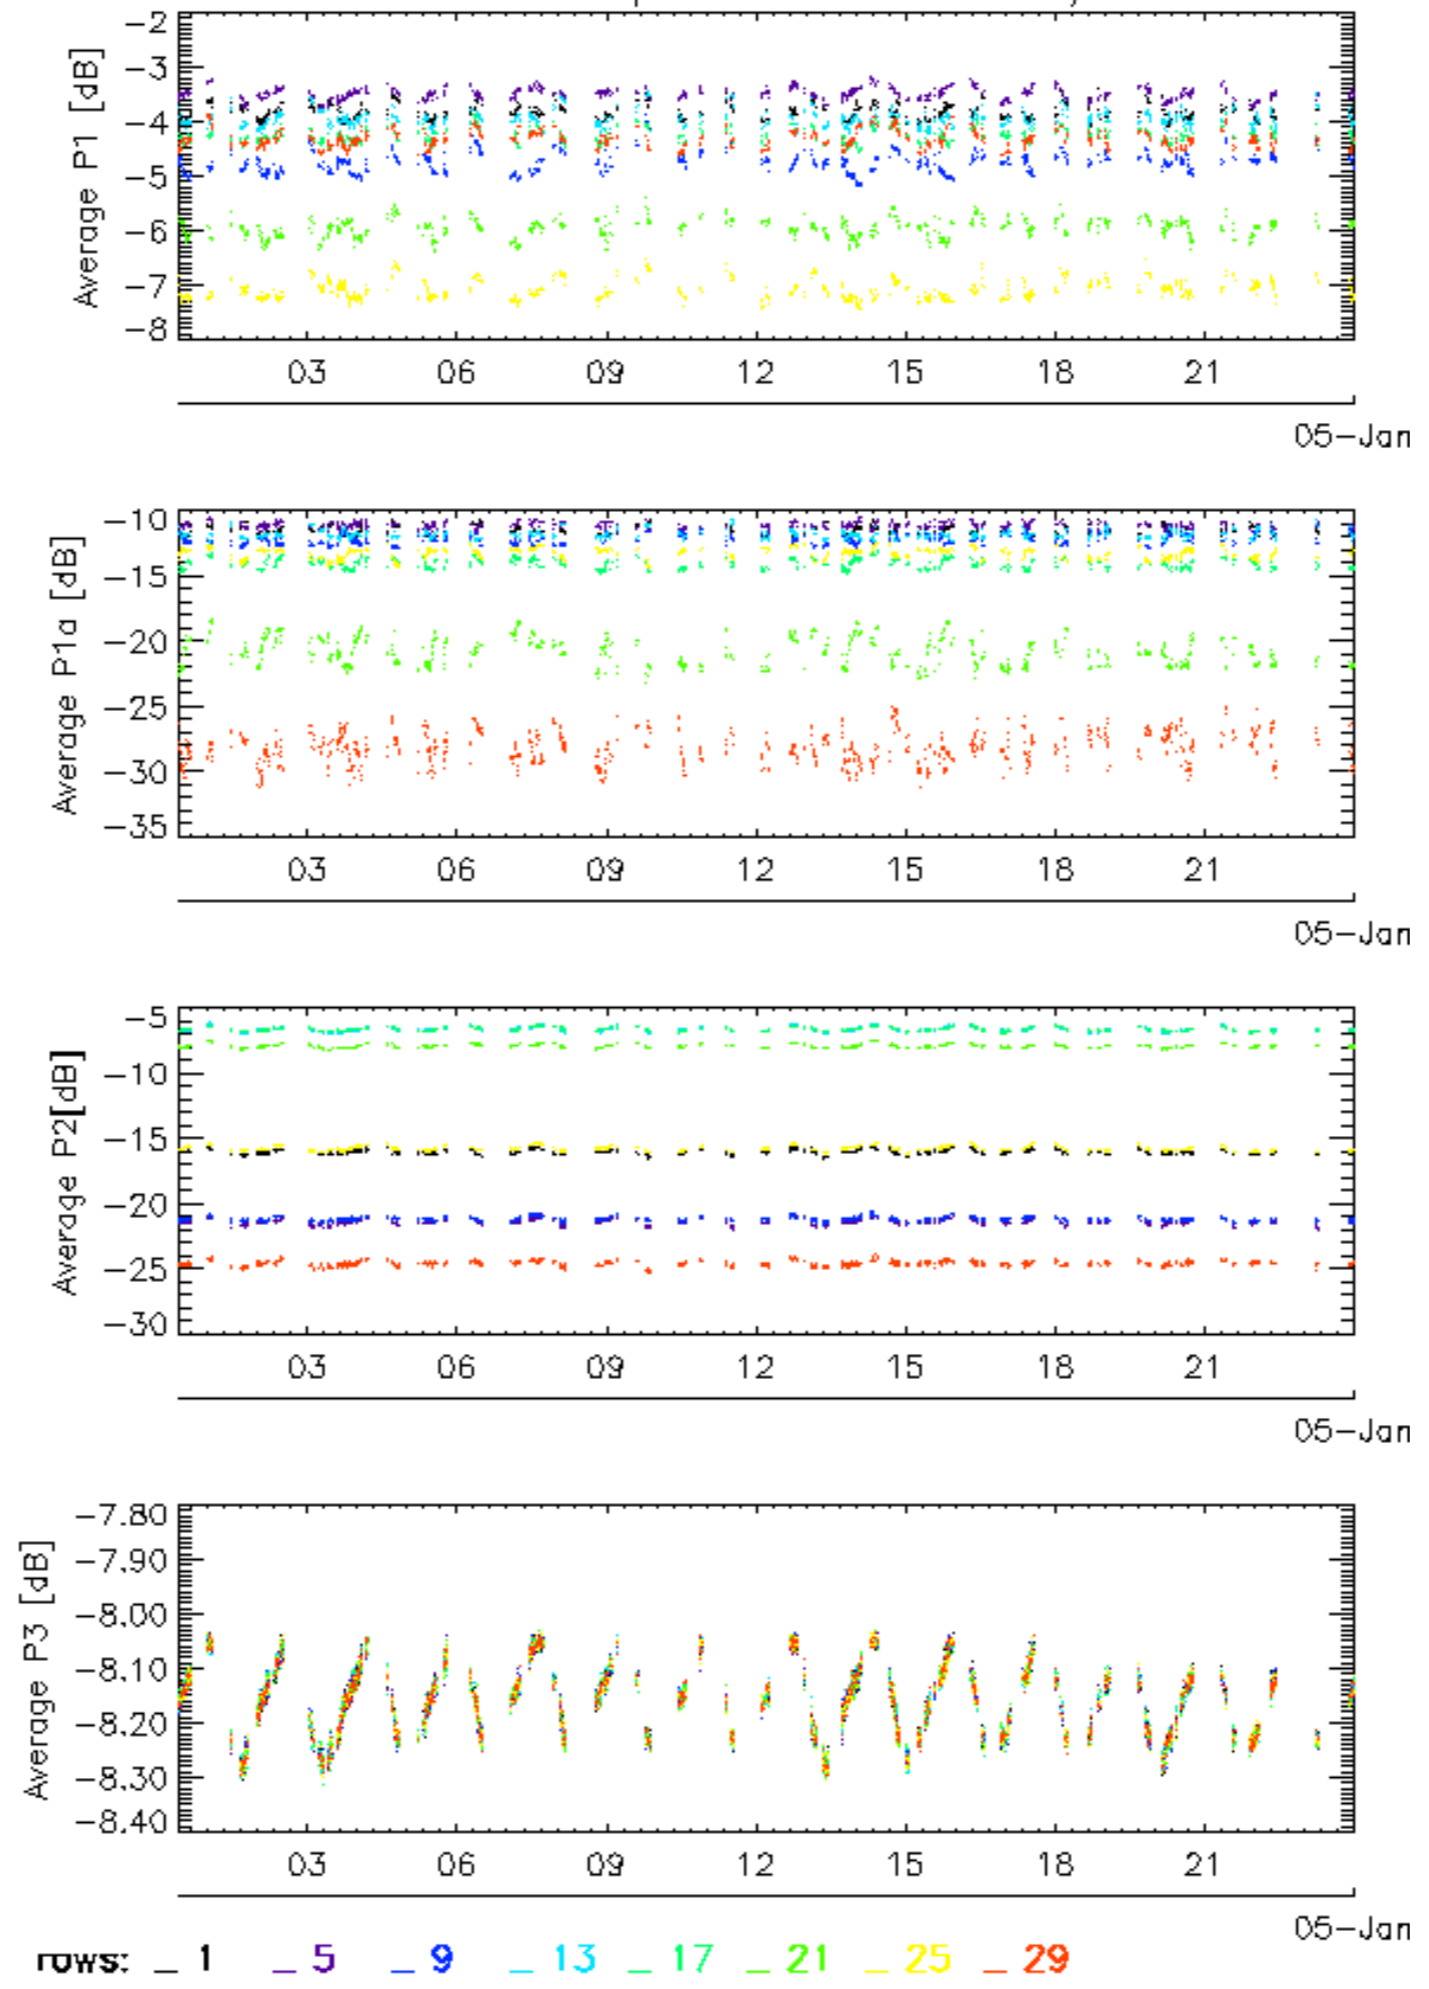 -2
-3
-4
-5
-6
-7
-8
Average P1 [dB]
03 06 09 12 15 18 21
05-Jan
-10
-15
-20
-25
-30
-35
Average P1a [dB]
03 06 09 12 15 18 21
05-Jan
-5
-10
-15
-20
-25
-30
Average P2[dB]
03 06 09 12 15 18 21
05-Jan
-7.80
-7.90
-8.00
-8.10
-8.20
-8.30
-8.40
Average P3 [dB]
03 06 09 12 15 18 21
05-Jan
rows: _ 1 _ 5 _ 9 _ 13 _ 17 _ 21 _ 25 _ 29